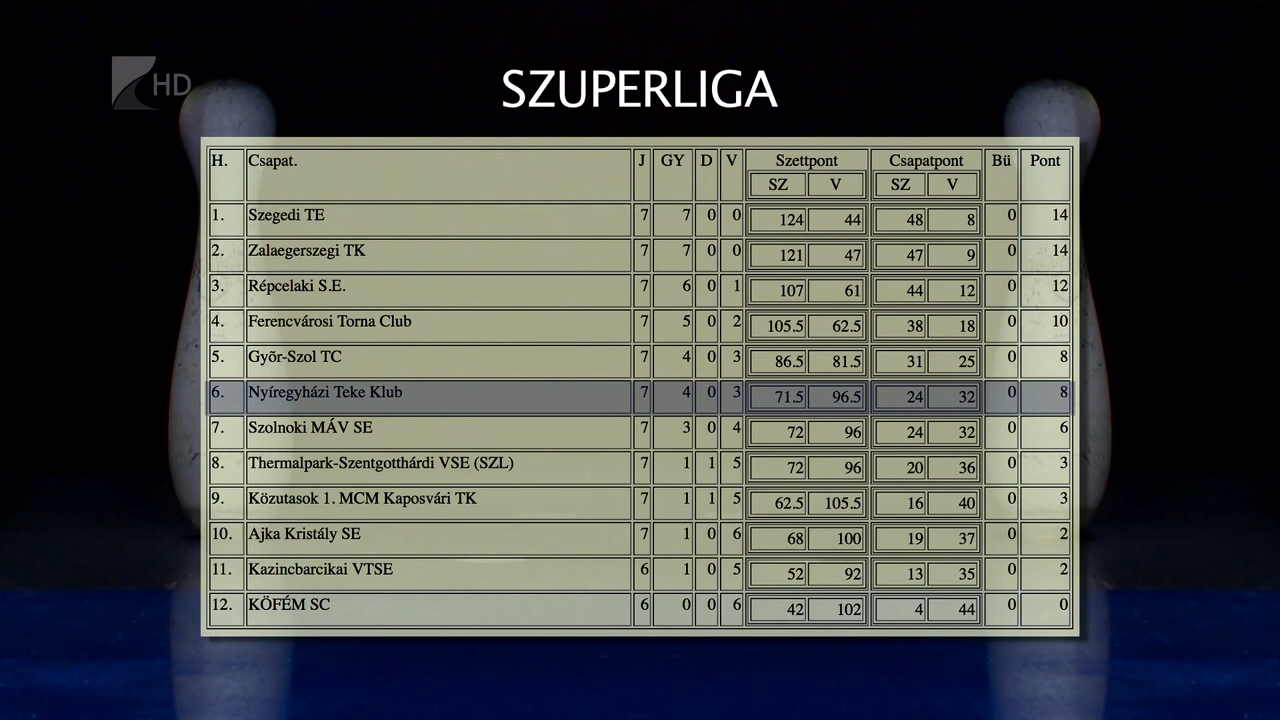 HD
SZUPERLIGA
H. Csapat. J GY D V Szettpont Csapatpont Bü Pont
SZ V SZ V
1. Szegedi TE 7 7 0 0 124 44 48 8 0 14
2. Zalaegerszegi TK 7 7 0 0 121 47 47 9 0 14
3. Répcelaki S.E. 7 6 0 1 107 61 44 12 0 12
4. Ferencvárosi Torna Club 7 5 0 2 105.5 62.5 38 18 0 10
5. Gyõr-Szol TC 7 4 0 3 86.5 81.5 31 25 0 8
6. Nyíregyházi Teke Klub 7 4 0 3 71.5 96.5 24 32 0 8
7. Szolnoki MÁV SE 7 3 0 4 72 96 24 32 0 6
8. Thermalpark-Szentgotthárdi VSE (SZL) 7 1 1 5 72 96 20 36 0 3
9. Közutasok 1. MCM Kaposvári TK 7 1 1 5 62.5 105.5 16 40 0 3
10. Ajka Kristály SE 7 1 0 6 68 100 19 37 0 2
11. Kazincbarcikai VTSE 6 1 0 5 52 92 13 35 0 2
12. KÖFÉM SC 6 0 0 6 42 102 4 44 0 0